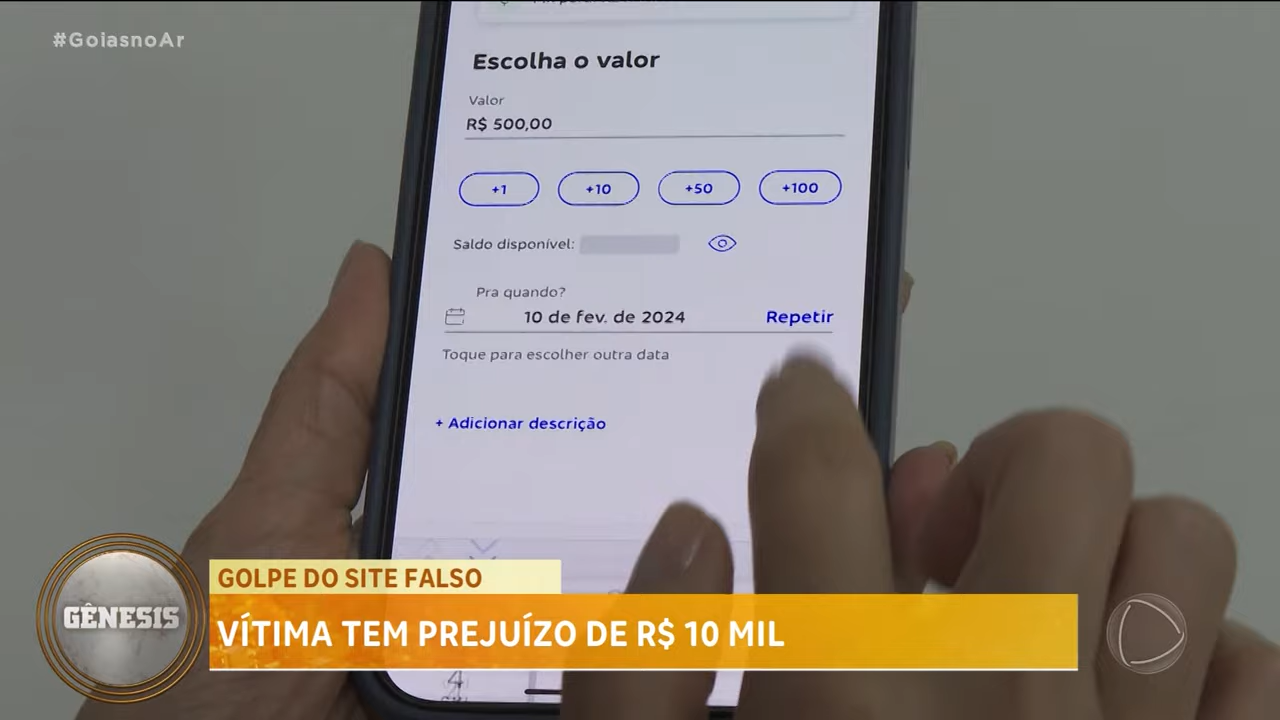 #GoiasnoAr
Escolha o valor
Valor
R$ 500,00
+1 +10 +50 +100
Saldo disponível:
Pra quando?
10 de fev. de 2024 Repetir
Toque para escolher outra data
+ Adicionar descrição
GÊNESIS
GOLPE DO SITE FALSO
VÍTIMA TEM PREJUÍZO DE R$ 10 MIL
4